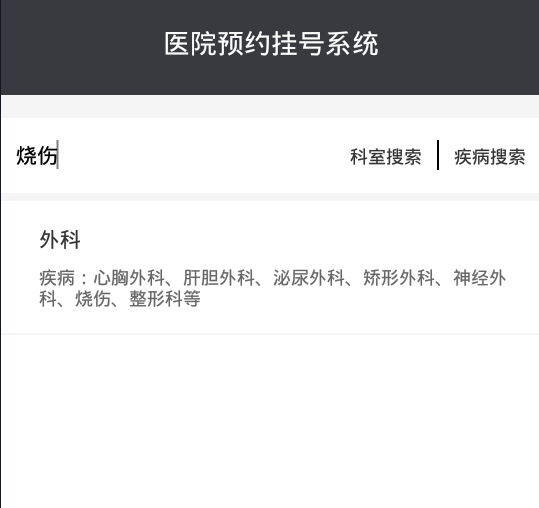 医院预约挂号系统
烧伤 科室搜索 疾病搜索
外科
疾病：心胸外科、肝胆外科、泌尿外科、矫形外科、神经外
科、烧伤、整形科等